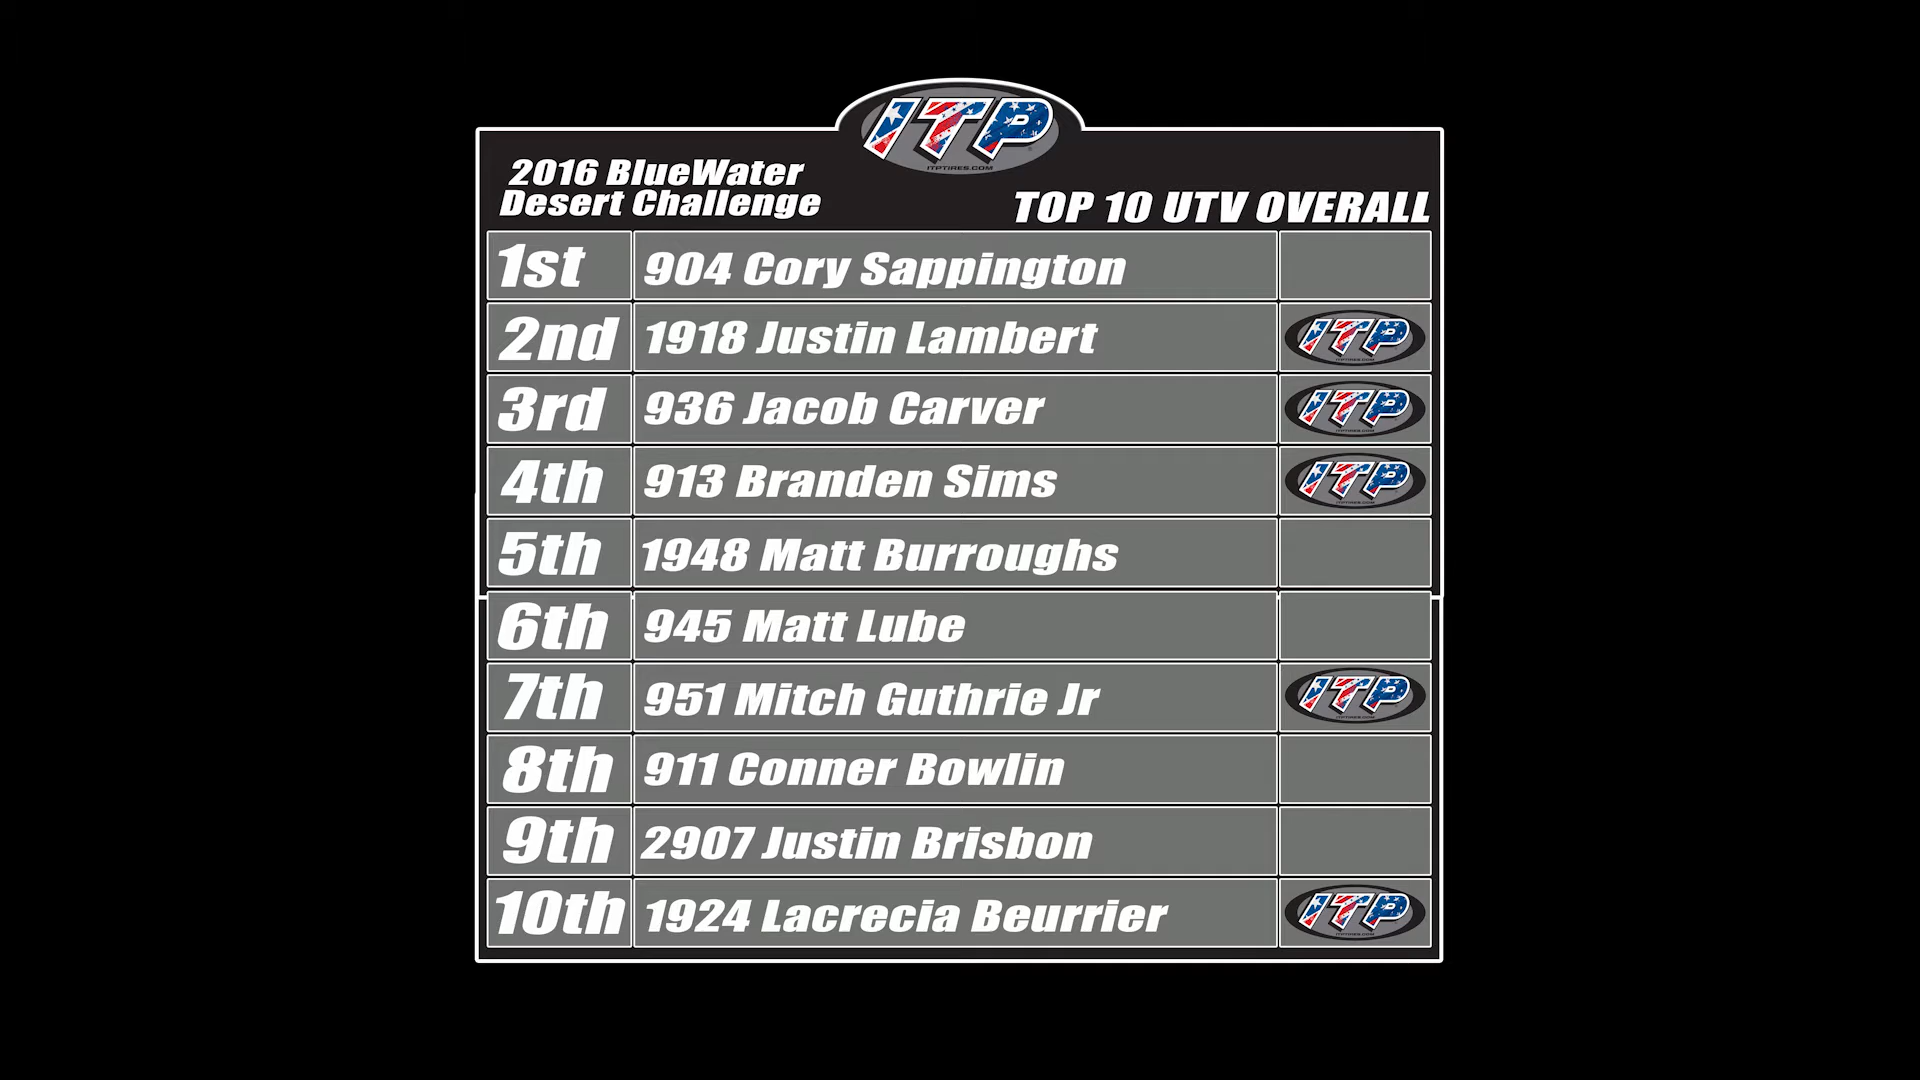 ITP
ITPTIRES.COM
2016 BlueWater
Desert Challenge
TOP 10 UTV OVERALL
1st 904 Cory Sappington
2nd 1918 Justin Lambert ITP
3rd 936 Jacob Carver ITP
4th 913 Branden Sims ITP
5th 1948 Matt Burroughs
6th 945 Matt Lube
7th 951 Mitch Guthrie Jr ITP
8th 911 Conner Bowlin
9th 2907 Justin Brisbon
10th 1924 Lacrecia Beurrier ITP